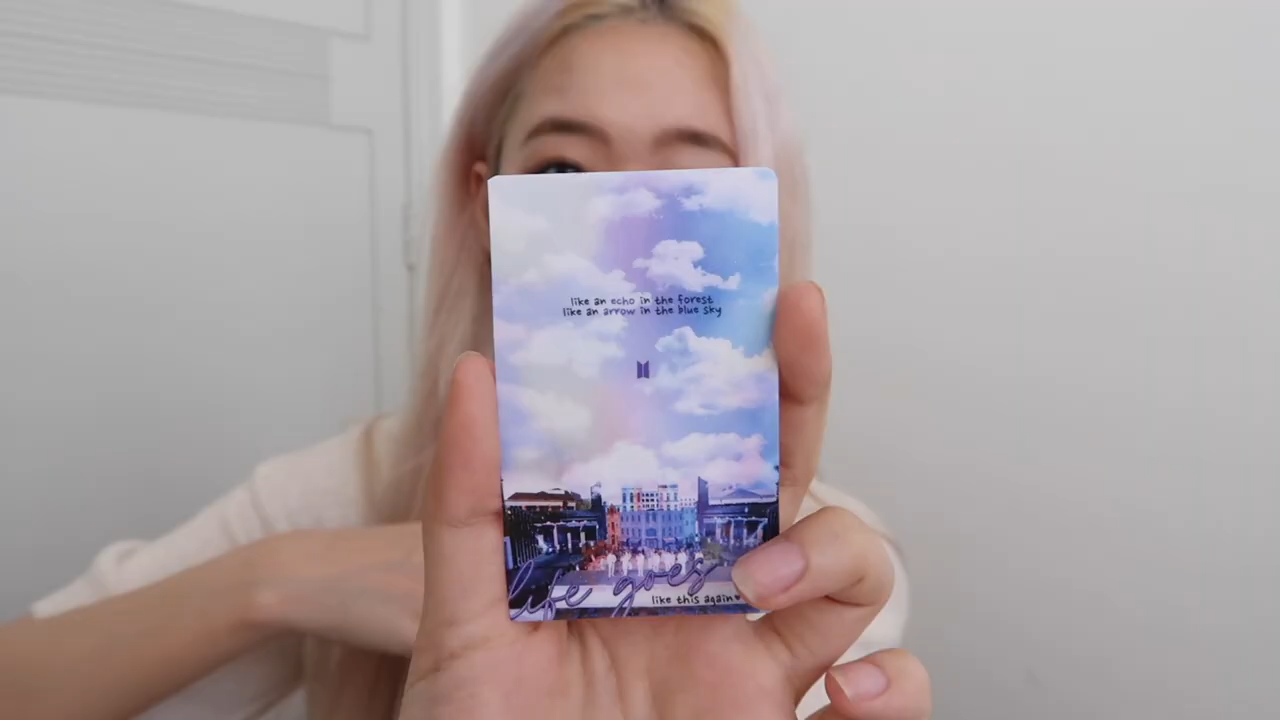 like an echo in the forest
like an arrow in the blue sky
life goes
like this again♥